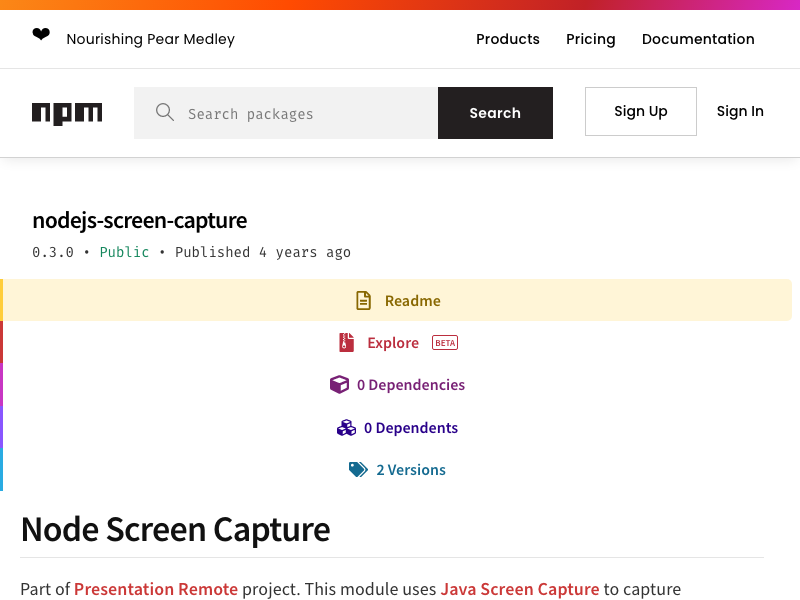 ❤ Nourishing Pear Medley Products Pricing Documentation
npm Search packages Search Sign Up Sign In
nodejs-screen-capture
0.3.0 • Public • Published 4 years ago
Readme
Explore BETA
0 Dependencies
0 Dependents
2 Versions
Node Screen Capture
Part of Presentation Remote project. This module uses Java Screen Capture to capture